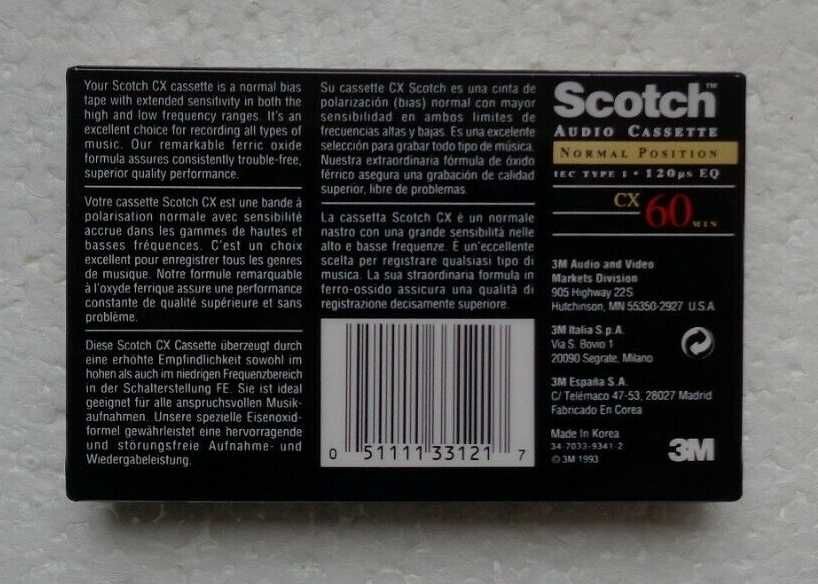 Your Scotch CX cassette is a normal bias
tape with extended sensitivity in both the
high and low frequency ranges. It's an
excellent choice for recording all types of
music. Our remarkable ferric oxide
formula assures consistently trouble-free,
superior quality performance.
Votre cassette Scotch CX est une bande à
polarisation normale avec sensibilité
accrue dans les gammes de hautes et
basses fréquences. C'est un choix
excellent pour enregistrer tous les genres
de musique. Notre formule remarquable
à l'oxyde ferrique assure une performance
constante de qualité supérieure et sans
problème.
Diese Scotch CX Cassette überzeugt durch
eine erhöhte Empfindlichkeit sowohl im
hohen als auch im niedrigen Frequenzbereich
in der Schalterstellung FE. Sie ist ideal
geeignet für alle anspruchsvollen Musik-
aufnahmen. Unsere spezielle Eisenoxid-
formel gewährleistet eine hervorragende
und störungsfreie Aufnahme- und
Wiedergabeleistung.
Su cassette CX Scotch es una cinta de
polarización (bias) normal con mayor
sensibilidad en ambos limites de
frecuencias altas y bajas. Es una excelente
selección para grabar todo tipo de música.
Nuestra extraordinaria fórmula de óxido
férrico asegura una grabación de calidad
superior, libre de problemas.
La cassetta Scotch CX è un normale
nastro con una grande sensibilità nelle
alto e basse frequenze. È un'eccellente
scelta per registrare qualsiasi tipo di
musica. La sua straordinaria formula in
ferro-ossido assicura una qualità di
registrazione decisamente superiore.
0 51111 33121 7
Scotch™
AUDIO CASSETTE
NORMAL POSITION
IEC TYPE I • 120µs EQ
CX 60 MIN
3M Audio and Video
Markets Division
905 Highway 22S
Hutchinson, MN 55350-2927 U.S.A
3M Italia S.p.A.
Via S. Bovio 1
20090 Segrate, Milano
3M España S.A.
C/ Telémaco 47-53, 28027 Madrid
Fabricado En Corea
Made In Korea
34-7033-9341-2
© 3M 1993
3M